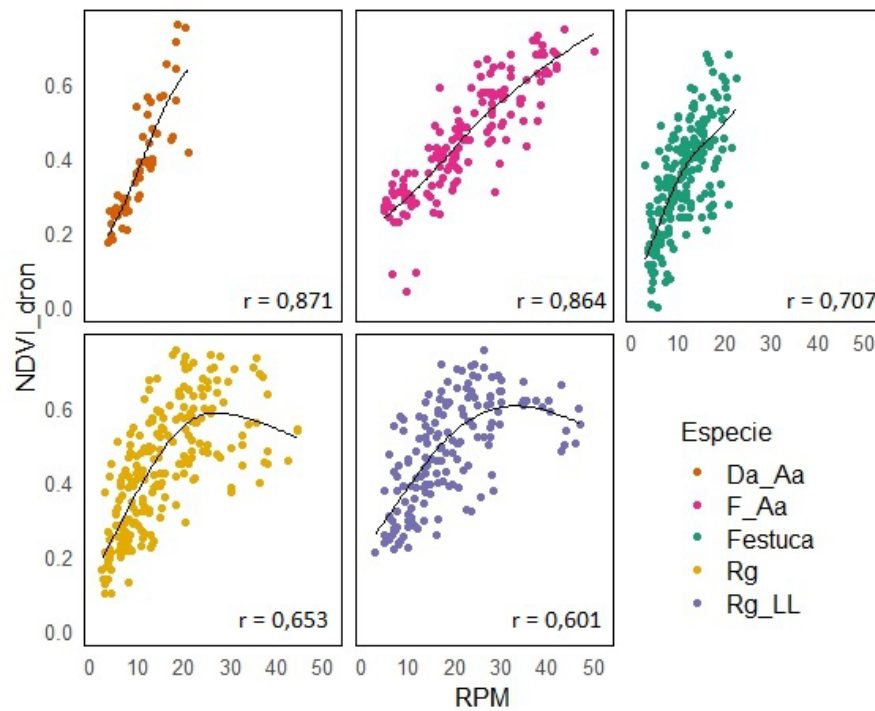 NDVI_dron
0.6
0.4
0.2
0.0
r = 0,871
r = 0,864
r = 0,707
0 10 20 30 40 50
0.6
0.4
0.2
0.0
r = 0,653
r = 0,601
0 10 20 30 40 50
0 10 20 30 40 50
RPM
Especie
Da_Aa
F_Aa
Festuca
Rg
Rg_LL